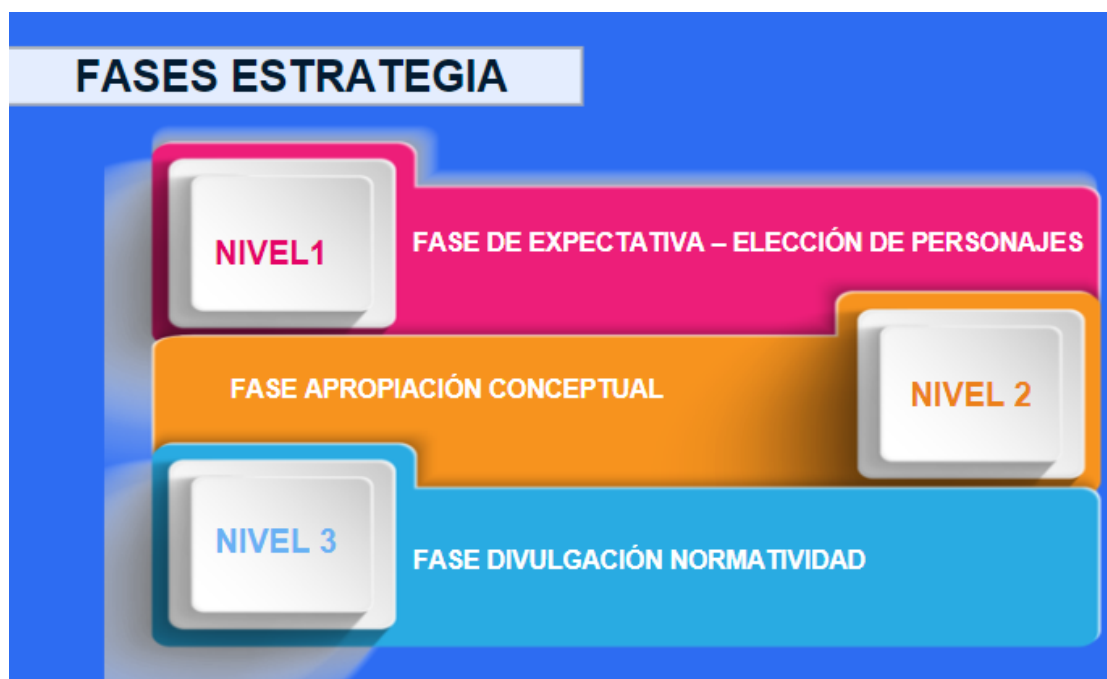 FASES ESTRATEGIA
NIVEL1
FASE DE EXPECTATIVA – ELECCIÓN DE PERSONAJES
FASE APROPIACIÓN CONCEPTUAL
NIVEL 2
NIVEL 3
FASE DIVULGACIÓN NORMATIVIDAD